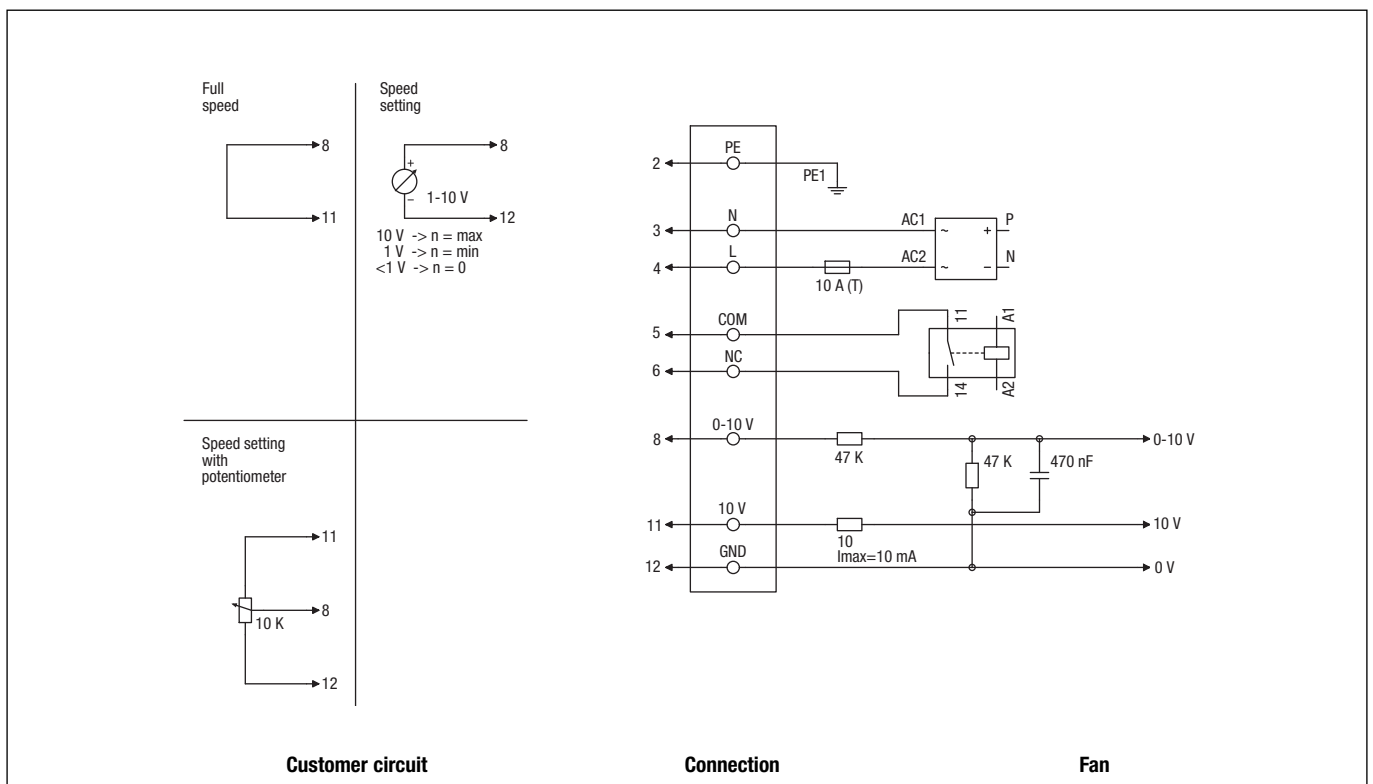 Full
speed
8
11
Speed
setting
8
+
−
1-10 V
12
10 V -> n = max
1 V -> n = min
<1 V -> n = 0
Speed setting
with
potentiometer
11
8
10 K
12
2
PE
PE1
3
N
AC1
~
+
P
4
L
10 A (T)
AC2
~
−
N
5
COM
11
A1
6
NC
14
A2
8
0-10 V
47 K
47 K
470 nF
0-10 V
11
10 V
10
Imax=10 mA
10 V
12
GND
0 V
Customer circuit
Connection
Fan